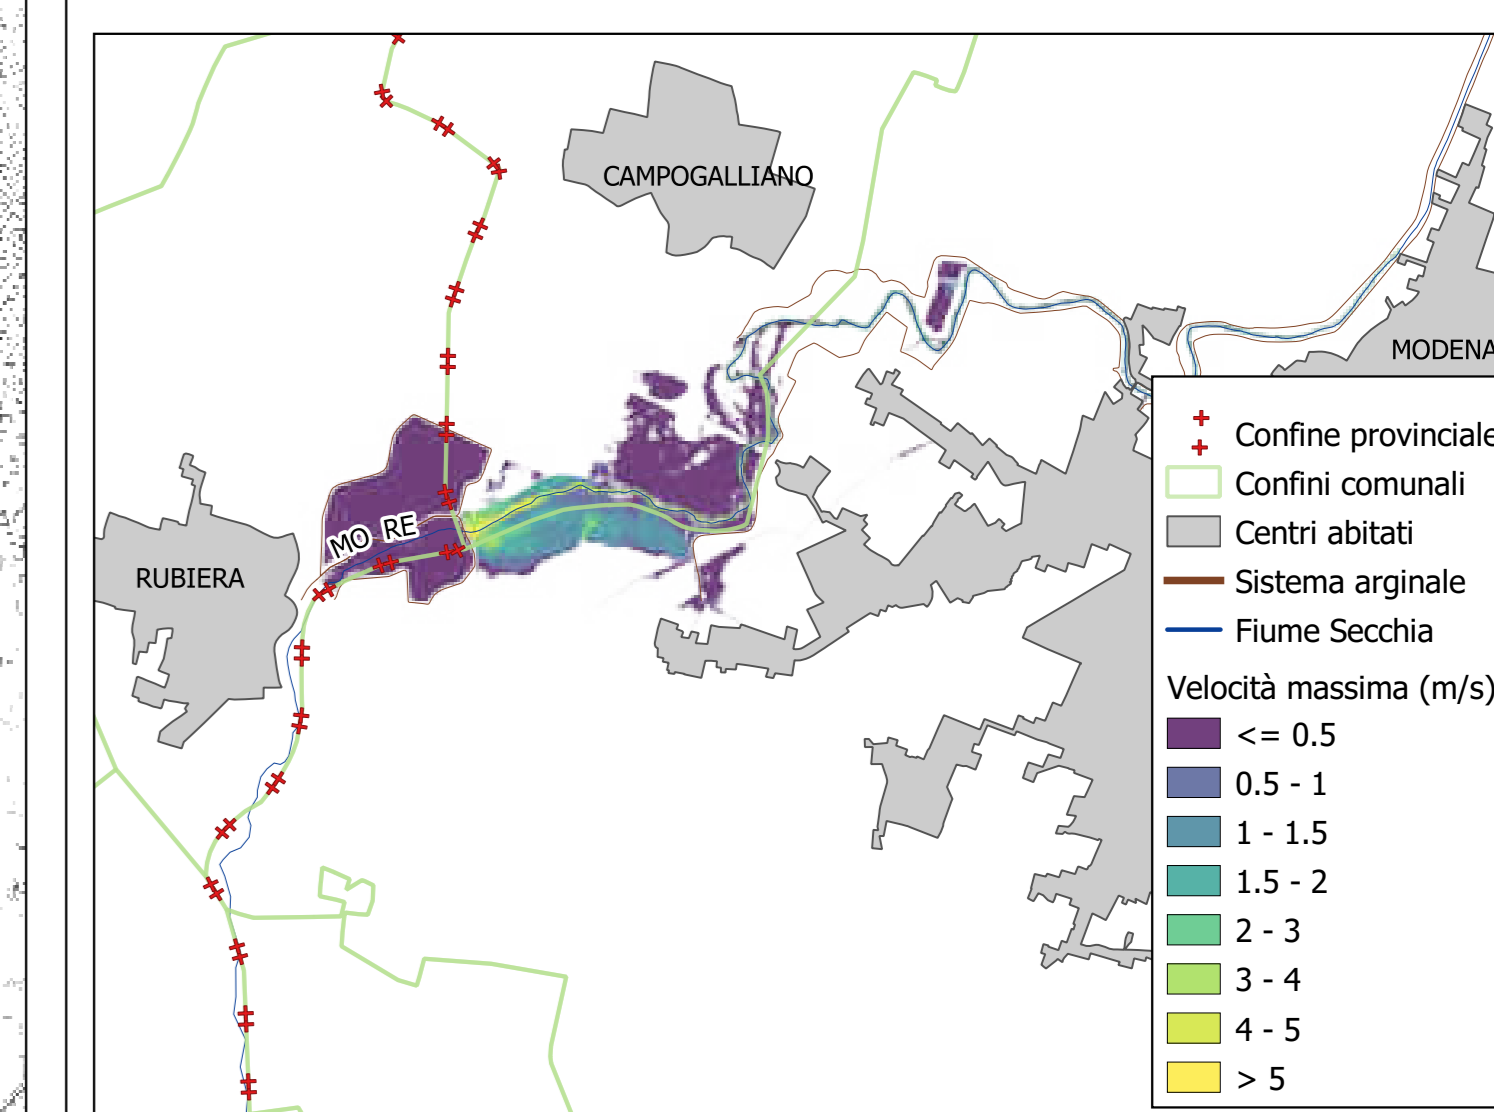 CAMPOGALLIANO
MODENA
MO RE
RUBIERA
Confine provinciale
Confini comunali
Centri abitati
Sistema arginale
Fiume Secchia
Velocità massima (m/s)
<= 0.5
0.5 - 1
1 - 1.5
1.5 - 2
2 - 3
3 - 4
4 - 5
> 5